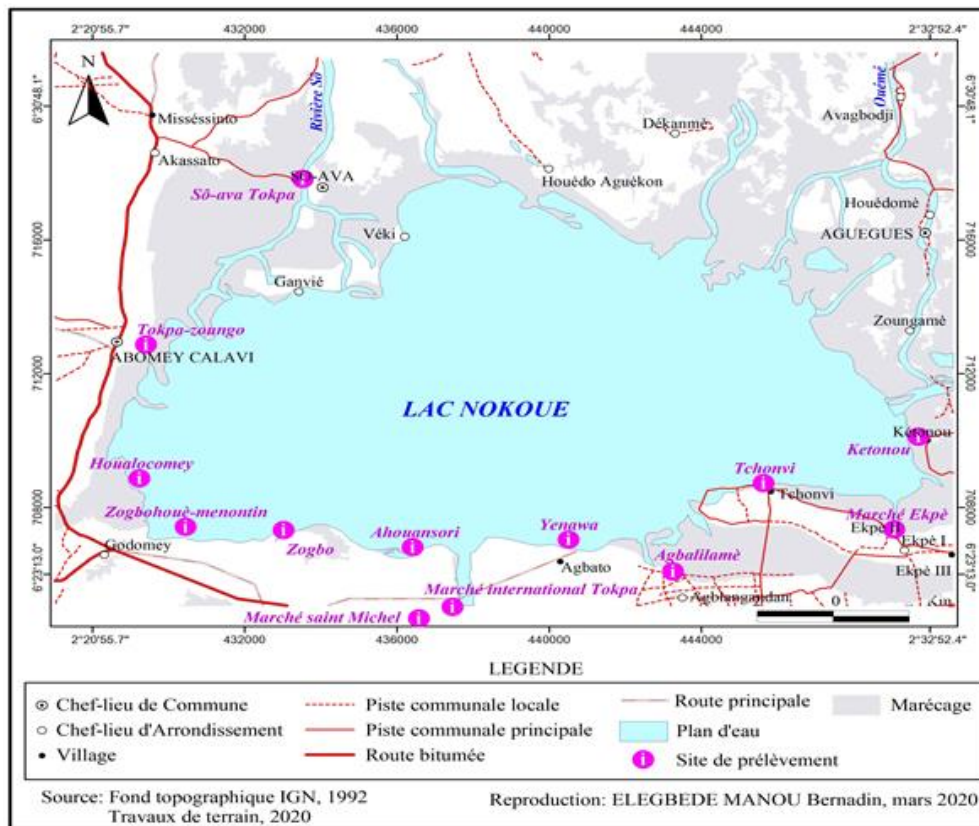 2°20'55.7"
432000
436000
440000
444000
2°32'52.4"
N
6°30'48.1"
6°30'48.1"
Rivière Sô
Ouémé
Misséssinto
Avagbodji
Dékanmè
Akassato
Houédo Aguékon
SO-AVA
Sô-ava Tokpa
Houédomè
716000
Véki
AGUEGUES
716000
Ganvié
Tokpa-zoungo
Zoungamè
ABOMEY CALAVI
712000
712000
LAC NOKOUE
Kétonou
Ketonou
Houalocomey
Tchonvi
Tchonvi
708000
Zogbohouè-menontin
Marché Ekpè
708000
Ekpè II
Zogbo
Ahouansori
Yenawa
Ekpè I
Godomey
Agbato
Agbalilamè
Ekpè III
6°23'13.0"
6°23'13.0"
Marché international Tokpa
Agblangandan
0
Marché saint Michel
2°20'55.7"
432000
436000
440000
444000
2°32'52.4"
LEGENDE
Chef-lieu de Commune
Piste communale locale
Route principale
Marécage
Chef-lieu d'Arrondissement
Piste communale principale
Plan d'eau
Village
Route bitumée
Site de prélèvement
Source: Fond topographique IGN, 1992
Reproduction: ELEGBEDE MANOU Bernadin, mars 2020
Travaux de terrain, 2020